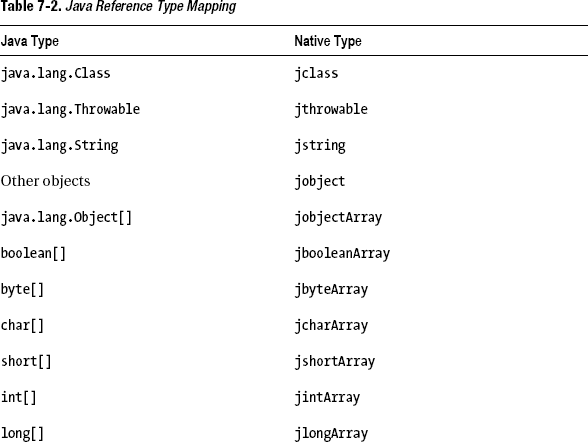 Table 7-2. Java Reference Type Mapping
Java Type Native Type
java.lang.Class jclass
java.lang.Throwable jthrowable
java.lang.String jstring
Other objects jobject
java.lang.Object[] jobjectArray
boolean[] jbooleanArray
byte[] jbyteArray
char[] jcharArray
short[] jshortArray
int[] jintArray
long[] jlongArray